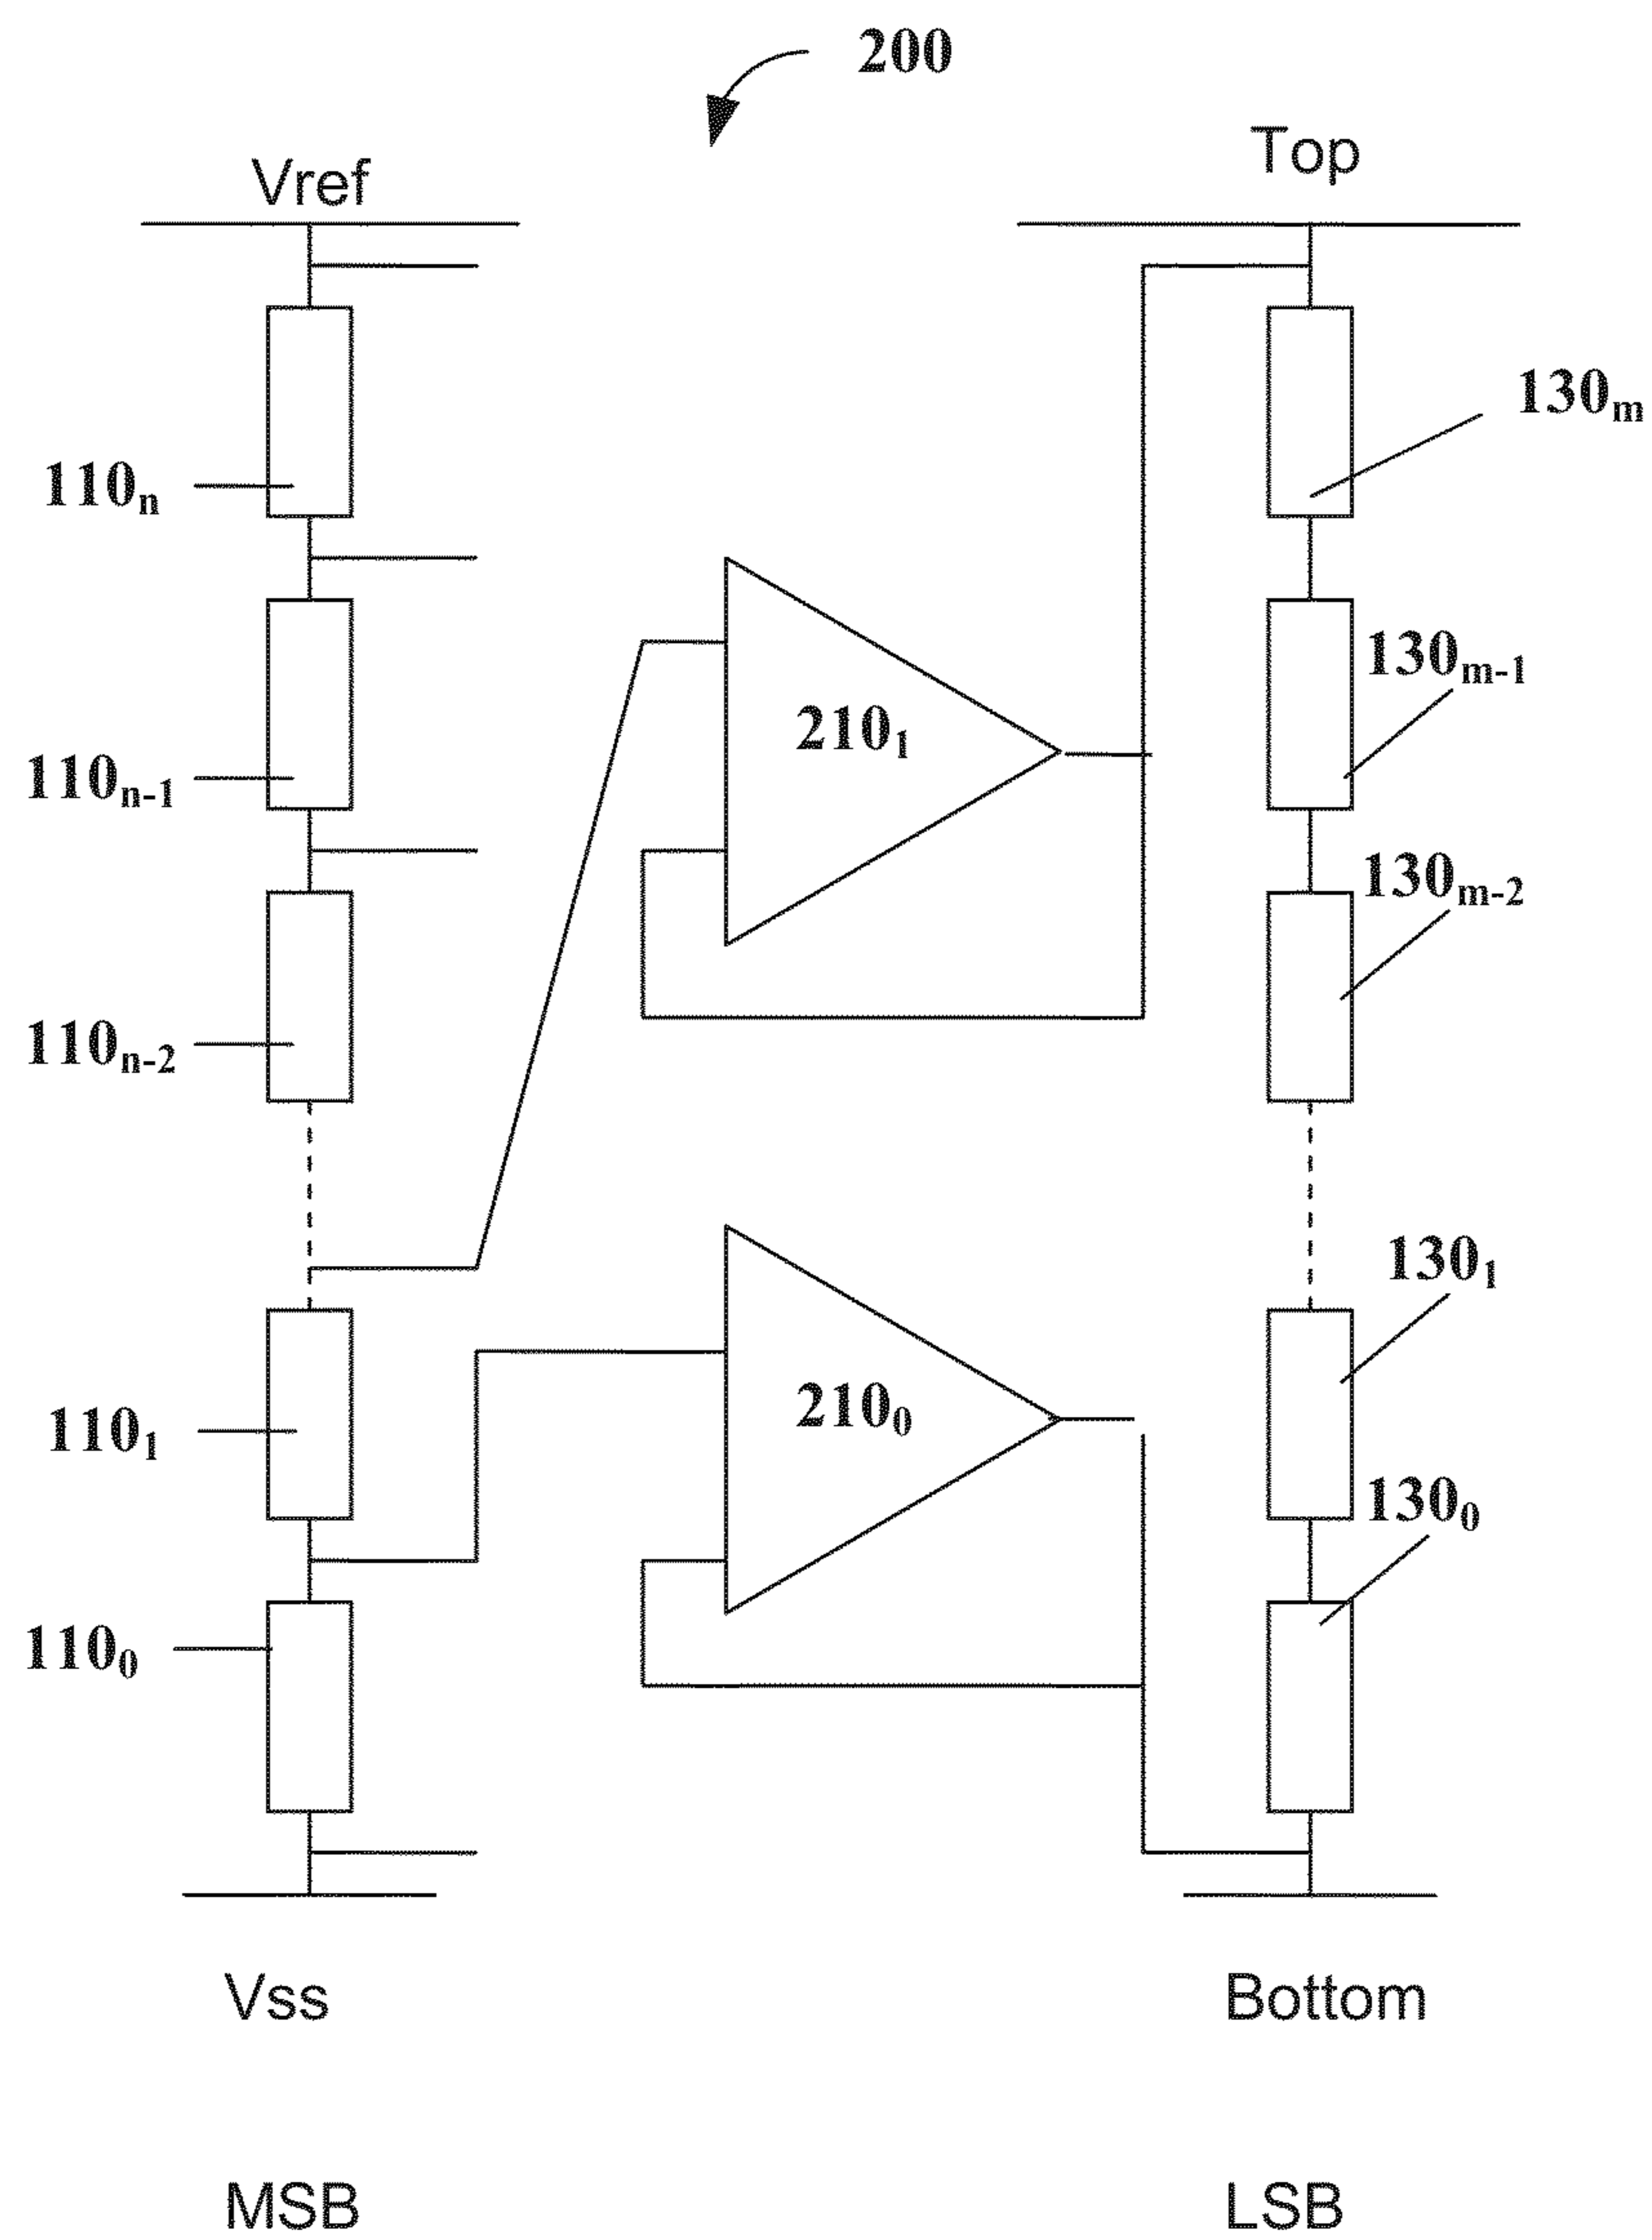 200
Vref
Top
130m
110n
130m-1
2101
110n-1
130m-2
110n-2
1301
2100
1101
1300
1100
Vss
Bottom
MSB
LSB